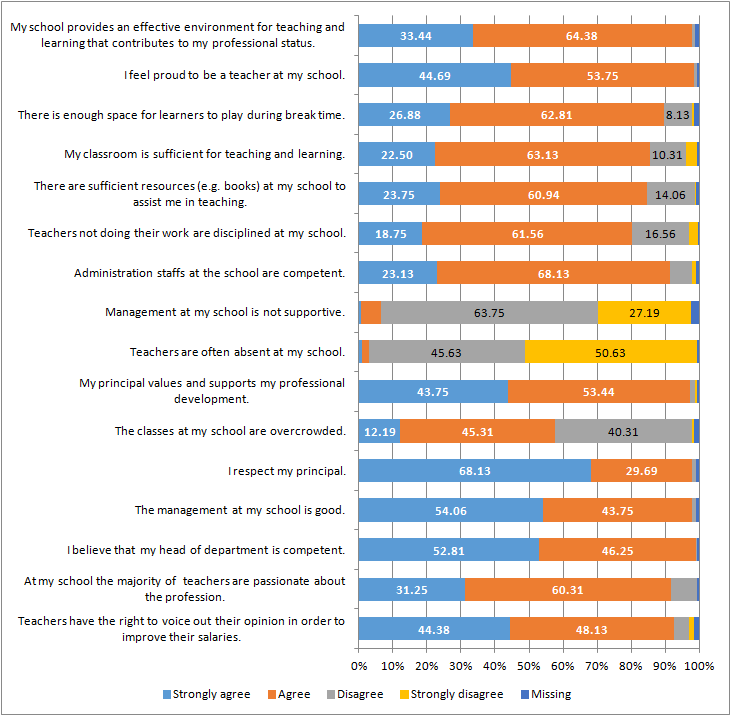 My school provides an effective environment for teaching and
learning that contributes to my professional status.
33.44 64.38
I feel proud to be a teacher at my school.
44.69 53.75
There is enough space for learners to play during break time.
26.88 62.81 8.13
My classroom is sufficient for teaching and learning.
22.50 63.13 10.31
There are sufficient resources (e.g. books) at my school to
assist me in teaching.
23.75 60.94 14.06
Teachers not doing their work are disciplined at my school.
18.75 61.56 16.56
Administration staffs at the school are competent.
23.13 68.13
Management at my school is not supportive.
63.75 27.19
Teachers are often absent at my school.
45.63 50.63
My principal values and supports my professional
development.
43.75 53.44
The classes at my school are overcrowded.
12.19 45.31 40.31
I respect my principal.
68.13 29.69
The management at my school is good.
54.06 43.75
I believe that my head of department is competent.
52.81 46.25
At my school the majority of teachers are passionate about
the profession.
31.25 60.31
Teachers have the right to voice out their opinion in order to
improve their salaries.
44.38 48.13
0% 10% 20% 30% 40% 50% 60% 70% 80% 90% 100%
Strongly agree Agree Disagree Strongly disagree Missing